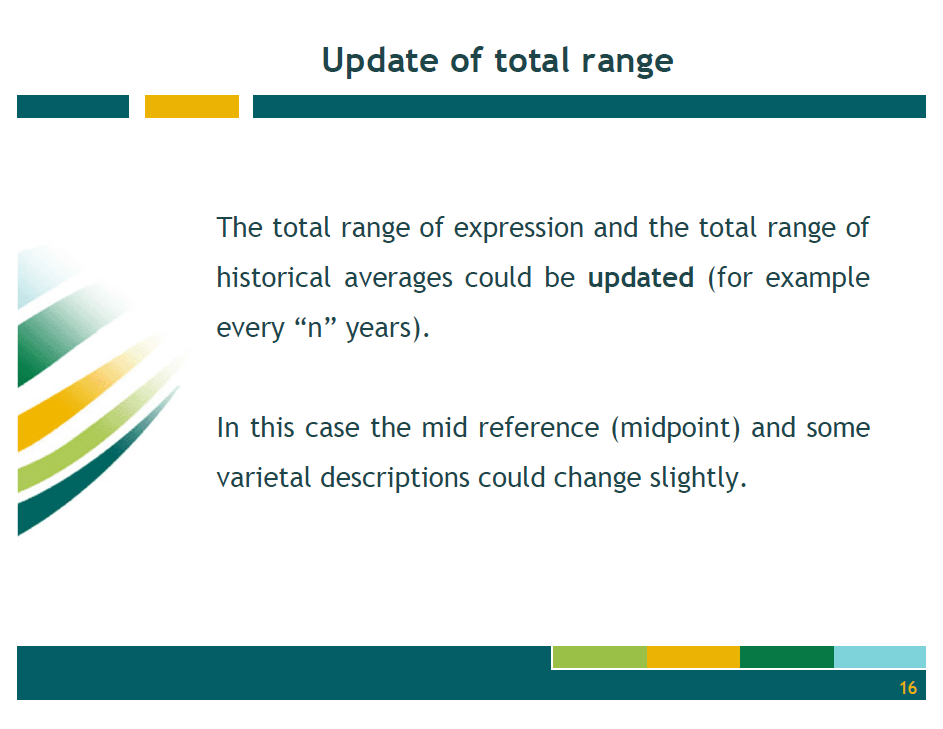 Update of total range
The total range of expression and the total range of
historical averages could be updated (for example
every “n” years).
In this case the mid reference (midpoint) and some
varietal descriptions could change slightly.
16